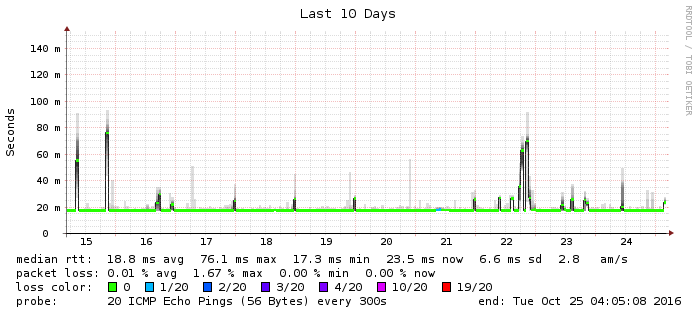 Last 10 Days
RRDTOOL / TOBI OETIKER
Seconds
140 m
120 m
100 m
80 m
60 m
40 m
20 m
0
15 16 17 18 19 20 21 22 23 24
median rtt: 18.8 ms avg 76.1 ms max 17.3 ms min 23.5 ms now 6.6 ms sd 2.8 am/s
packet loss: 0.01 % avg 1.67 % max 0.00 % min 0.00 % now
loss color: 0 1/20 2/20 3/20 4/20 10/20 19/20
probe: 20 ICMP Echo Pings (56 Bytes) every 300s end: Tue Oct 25 04:05:08 2016